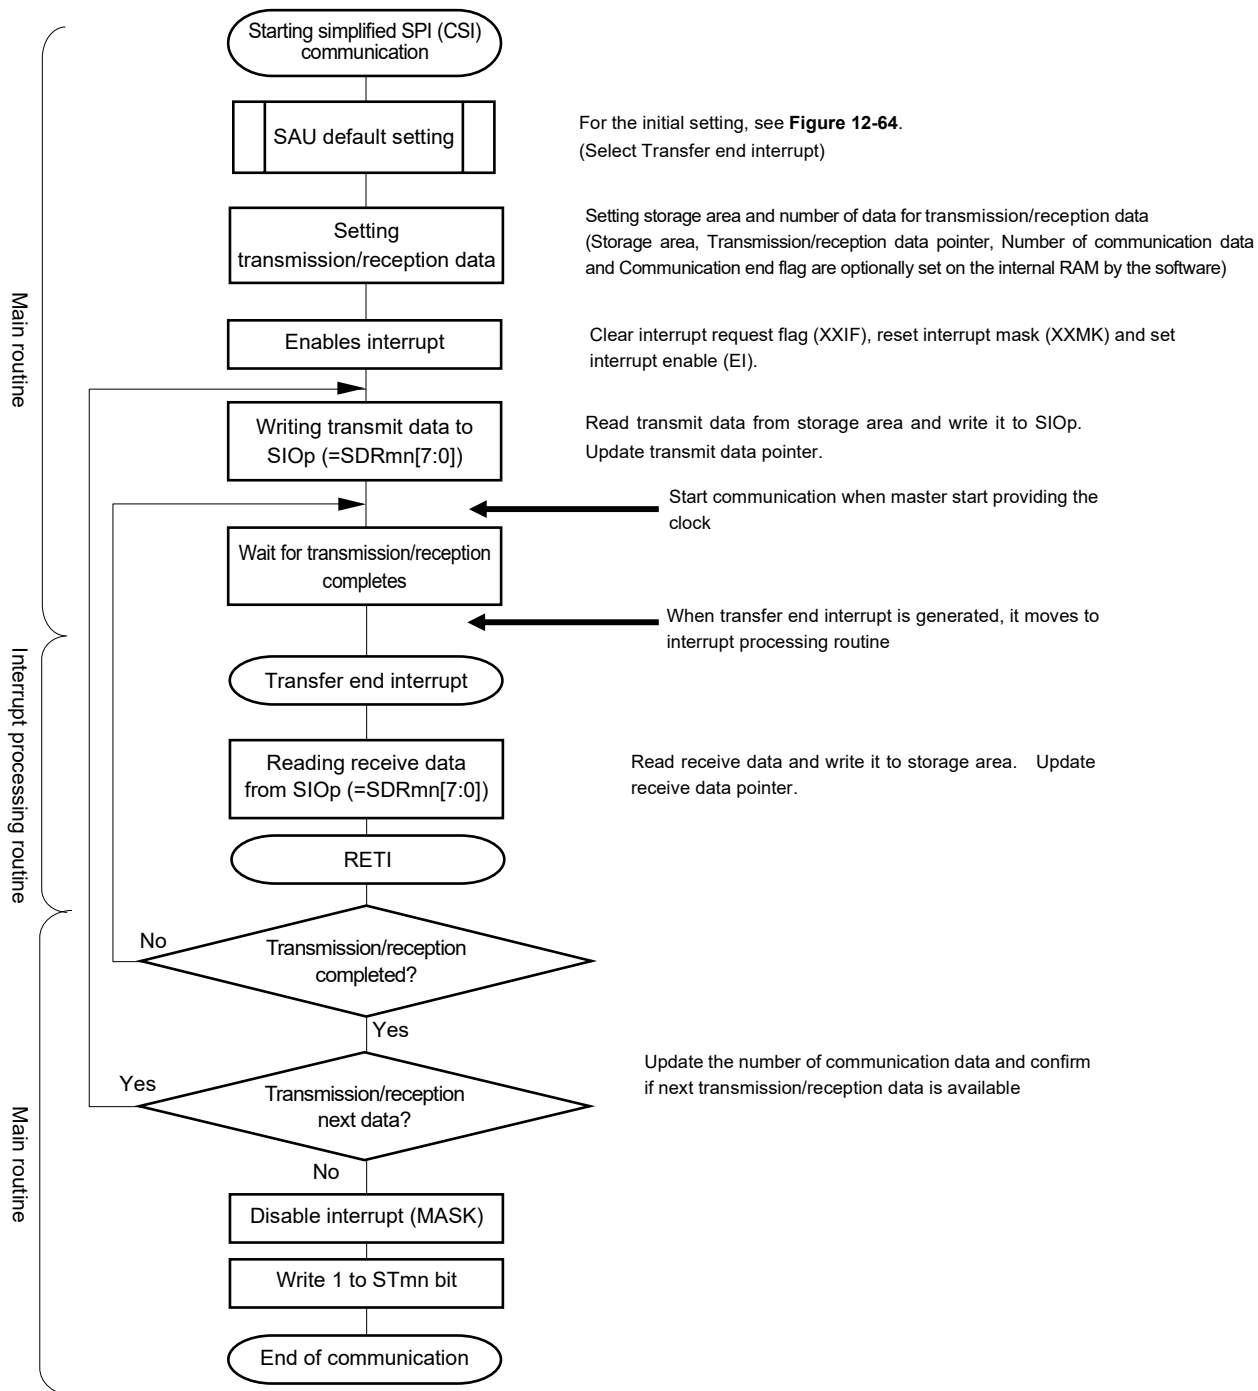 Starting simplified SPI (CSI)
communication
SAU default setting
For the initial setting, see Figure 12-64.
(Select Transfer end interrupt)
Setting
transmission/reception data
Setting storage area and number of data for transmission/reception data
(Storage area, Transmission/reception data pointer, Number of communication data
and Communication end flag are optionally set on the internal RAM by the software)
Main routine
Enables interrupt
Clear interrupt request flag (XXIF), reset interrupt mask (XXMK) and set
interrupt enable (EI).
Writing transmit data to
SIOp (=SDRmn[7:0])
Read transmit data from storage area and write it to SIOp.
Update transmit data pointer.
Start communication when master start providing the
clock
Wait for transmission/reception
completes
When transfer end interrupt is generated, it moves to
interrupt processing routine
Interrupt processing routine
Transfer end interrupt
Reading receive data
from SIOp (=SDRmn[7:0])
Read receive data and write it to storage area. Update
receive data pointer.
RETI
No
Transmission/reception
completed?
Yes
Main routine
Yes
Transmission/reception
next data?
Update the number of communication data and confirm
if next transmission/reception data is available
No
Disable interrupt (MASK)
Write 1 to STmn bit
End of communication